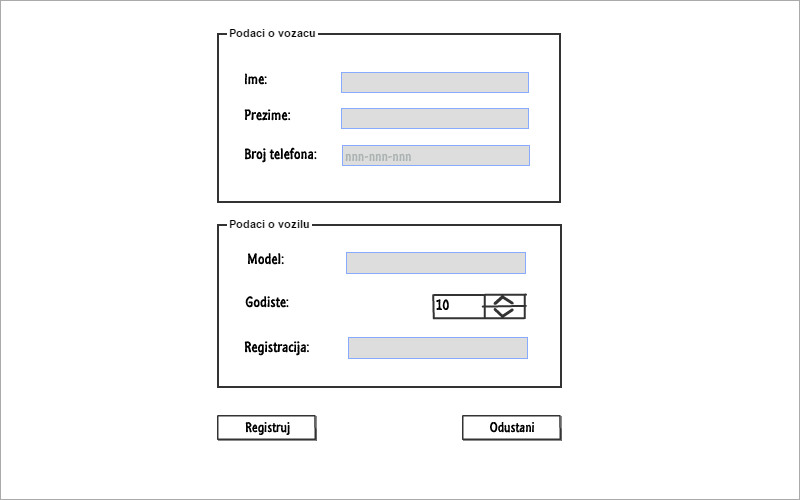 Podaci o vozacu
Ime:
Prezime:
Broj telefona:
nnn-nnn-nnn
Podaci o vozilu
Model:
Godiste:
10
Registracija:
Registruj
Odustani